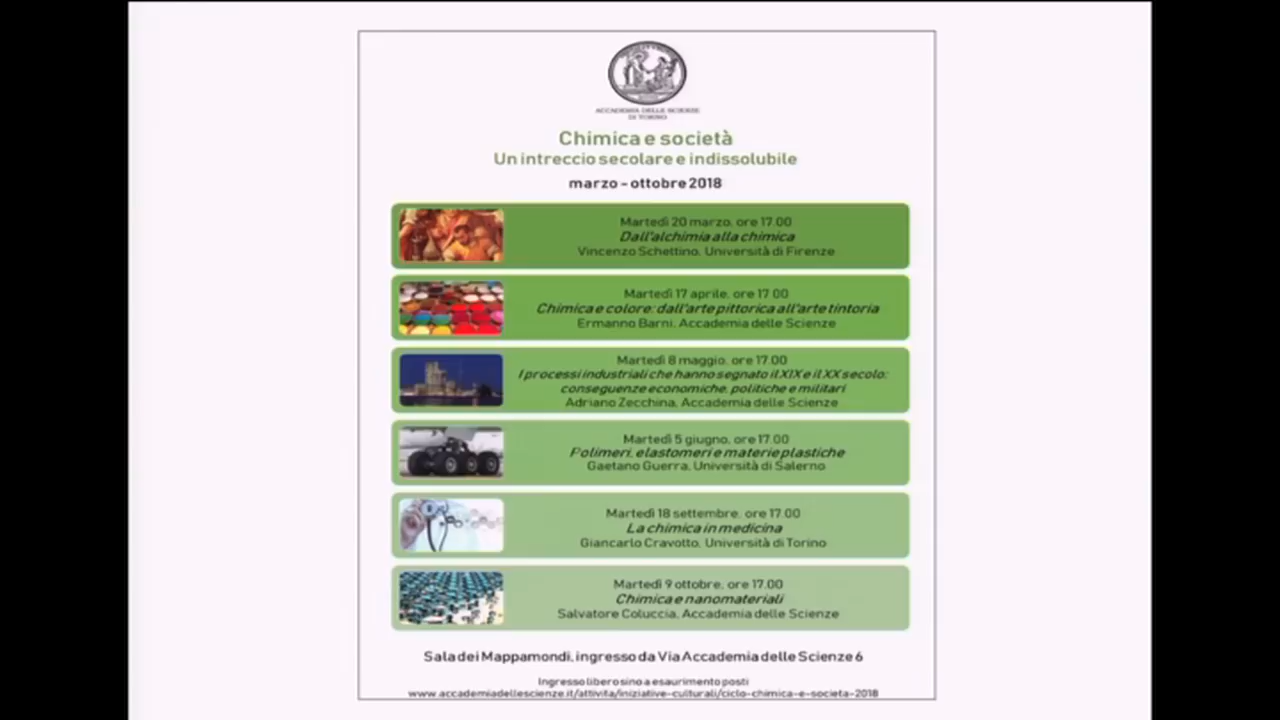 ACCADEMIA DELLE SCIENZE
DI TORINO
Chimica e società
Un intreccio secolare e indissolubile
marzo - ottobre 2018
Martedì 20 marzo, ore 17.00
Dall'alchimia alla chimica
Vincenzo Schettino, Università di Firenze
Martedì 17 aprile, ore 17.00
Chimica e colore: dall'arte pittorica all'arte tintoria
Ermanno Barni, Accademia delle Scienze
Martedì 8 maggio, ore 17.00
I processi industriali che hanno segnato il XIX e il XX secolo:
conseguenze economiche, politiche e militari
Adriano Zecchina, Accademia delle Scienze
Martedì 5 giugno, ore 17.00
Polimeri, elastomeri e materie plastiche
Gaetano Guerra, Università di Salerno
Martedì 18 settembre, ore 17.00
La chimica in medicina
Giancarlo Cravotto, Università di Torino
Martedì 9 ottobre, ore 17.00
Chimica e nanomateriali
Salvatore Coluccia, Accademia delle Scienze
Sala dei Mappamondi, ingresso da Via Accademia delle Scienze 6
Ingresso libero sino a esaurimento posti
www.accademiadellescienze.it/attivita/iniziative-culturali/ciclo-chimica-e-societa-2018